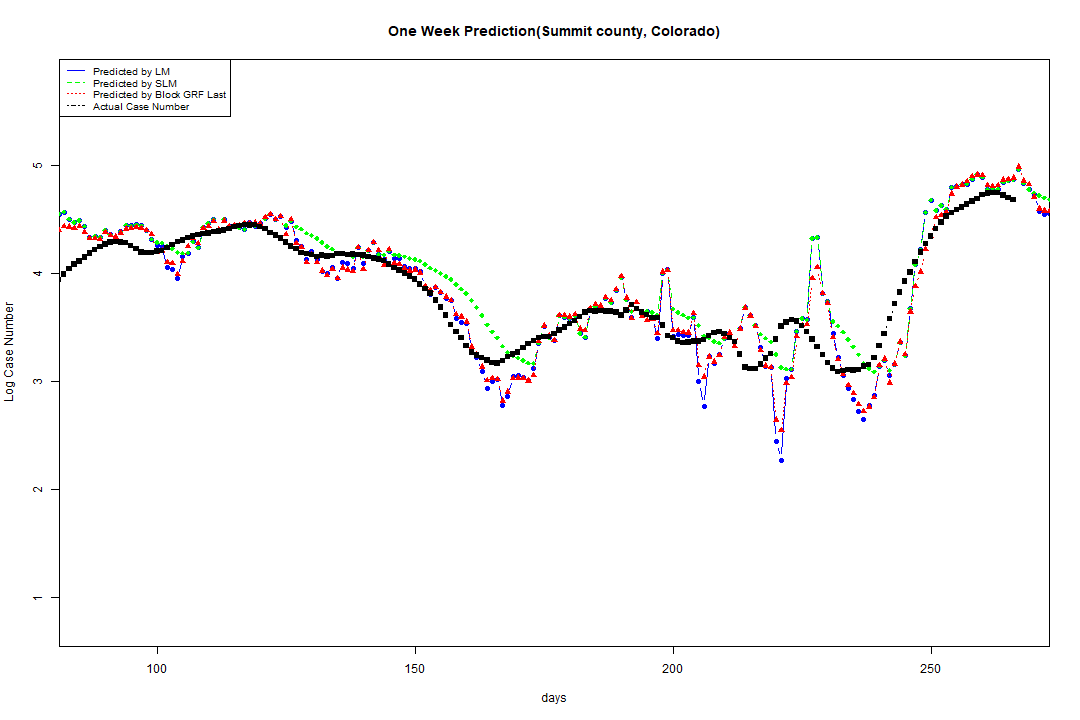 One Week Prediction(Summit county, Colorado)
Predicted by LM
Predicted by SLM
Predicted by Block GRF Last
Actual Case Number
Log Case Number
5
4
3
2
1
100 150 200 250
days